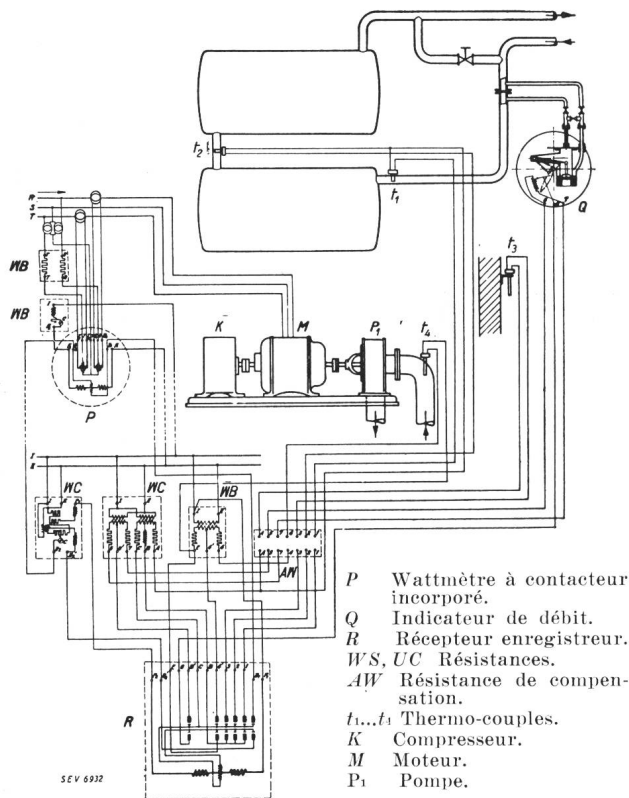 t2
t1
Q
R
S
T
t3
WB
WB
K
M
P1
t4
P
WC
WC
WB
AW
R
SEV 6932
P Wattmètre à contacteur
incorporé.
Q Indicateur de débit.
R Récepteur enregistreur.
WS, UC Résistances.
AW Résistance de compen-
sation.
t1...t4 Thermo-couples.
K Compresseur.
M Moteur.
P1 Pompe.